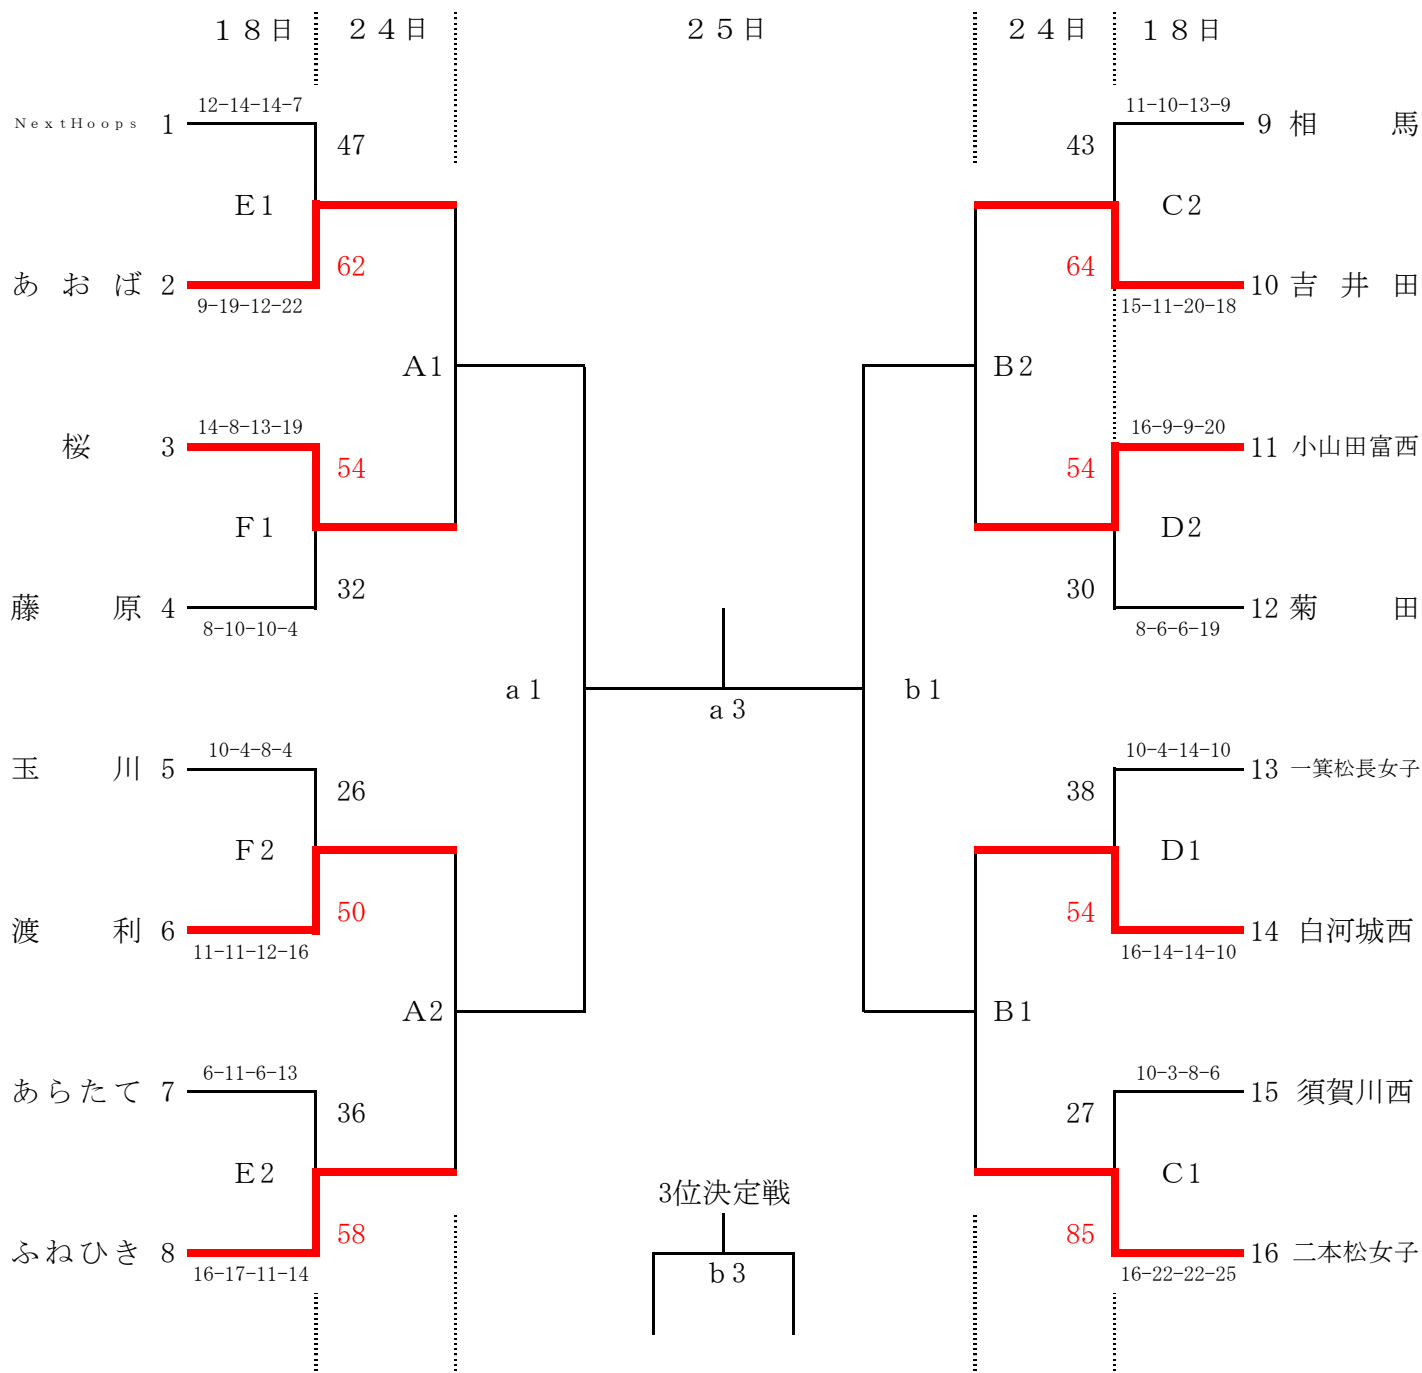 １８日 ２４日 ２５日 ２４日 １８日
12-14-14-7 11-10-13-9
ＮｅｘｔＨｏｏｐｓ 1 9 相馬
47 43
Ｅ1 Ｃ2
62 64
あおば 2 10 吉井田
9-19-12-22 15-11-20-18
Ａ1 Ｂ2
14-8-13-19 16-9-9-20
桜 3 11 小山田富西
54 54
Ｆ1 Ｄ2
32 30
藤原 4 12 菊田
8-10-10-4 8-6-6-19
ａ1 ｂ1
ａ3
10-4-8-4 10-4-14-10
玉川 5 13 一箕松長女子
26 38
Ｆ2 Ｄ1
50 54
渡利 6 14 白河城西
11-11-12-16 16-14-14-10
Ａ2 Ｂ1
6-11-6-13 10-3-8-6
あらたて 7 15 須賀川西
36 27
Ｅ2 Ｃ1
3位決定戦
58 85
ふねひき 8 16 二本松女子
16-17-11-14 ｂ3 16-22-22-25